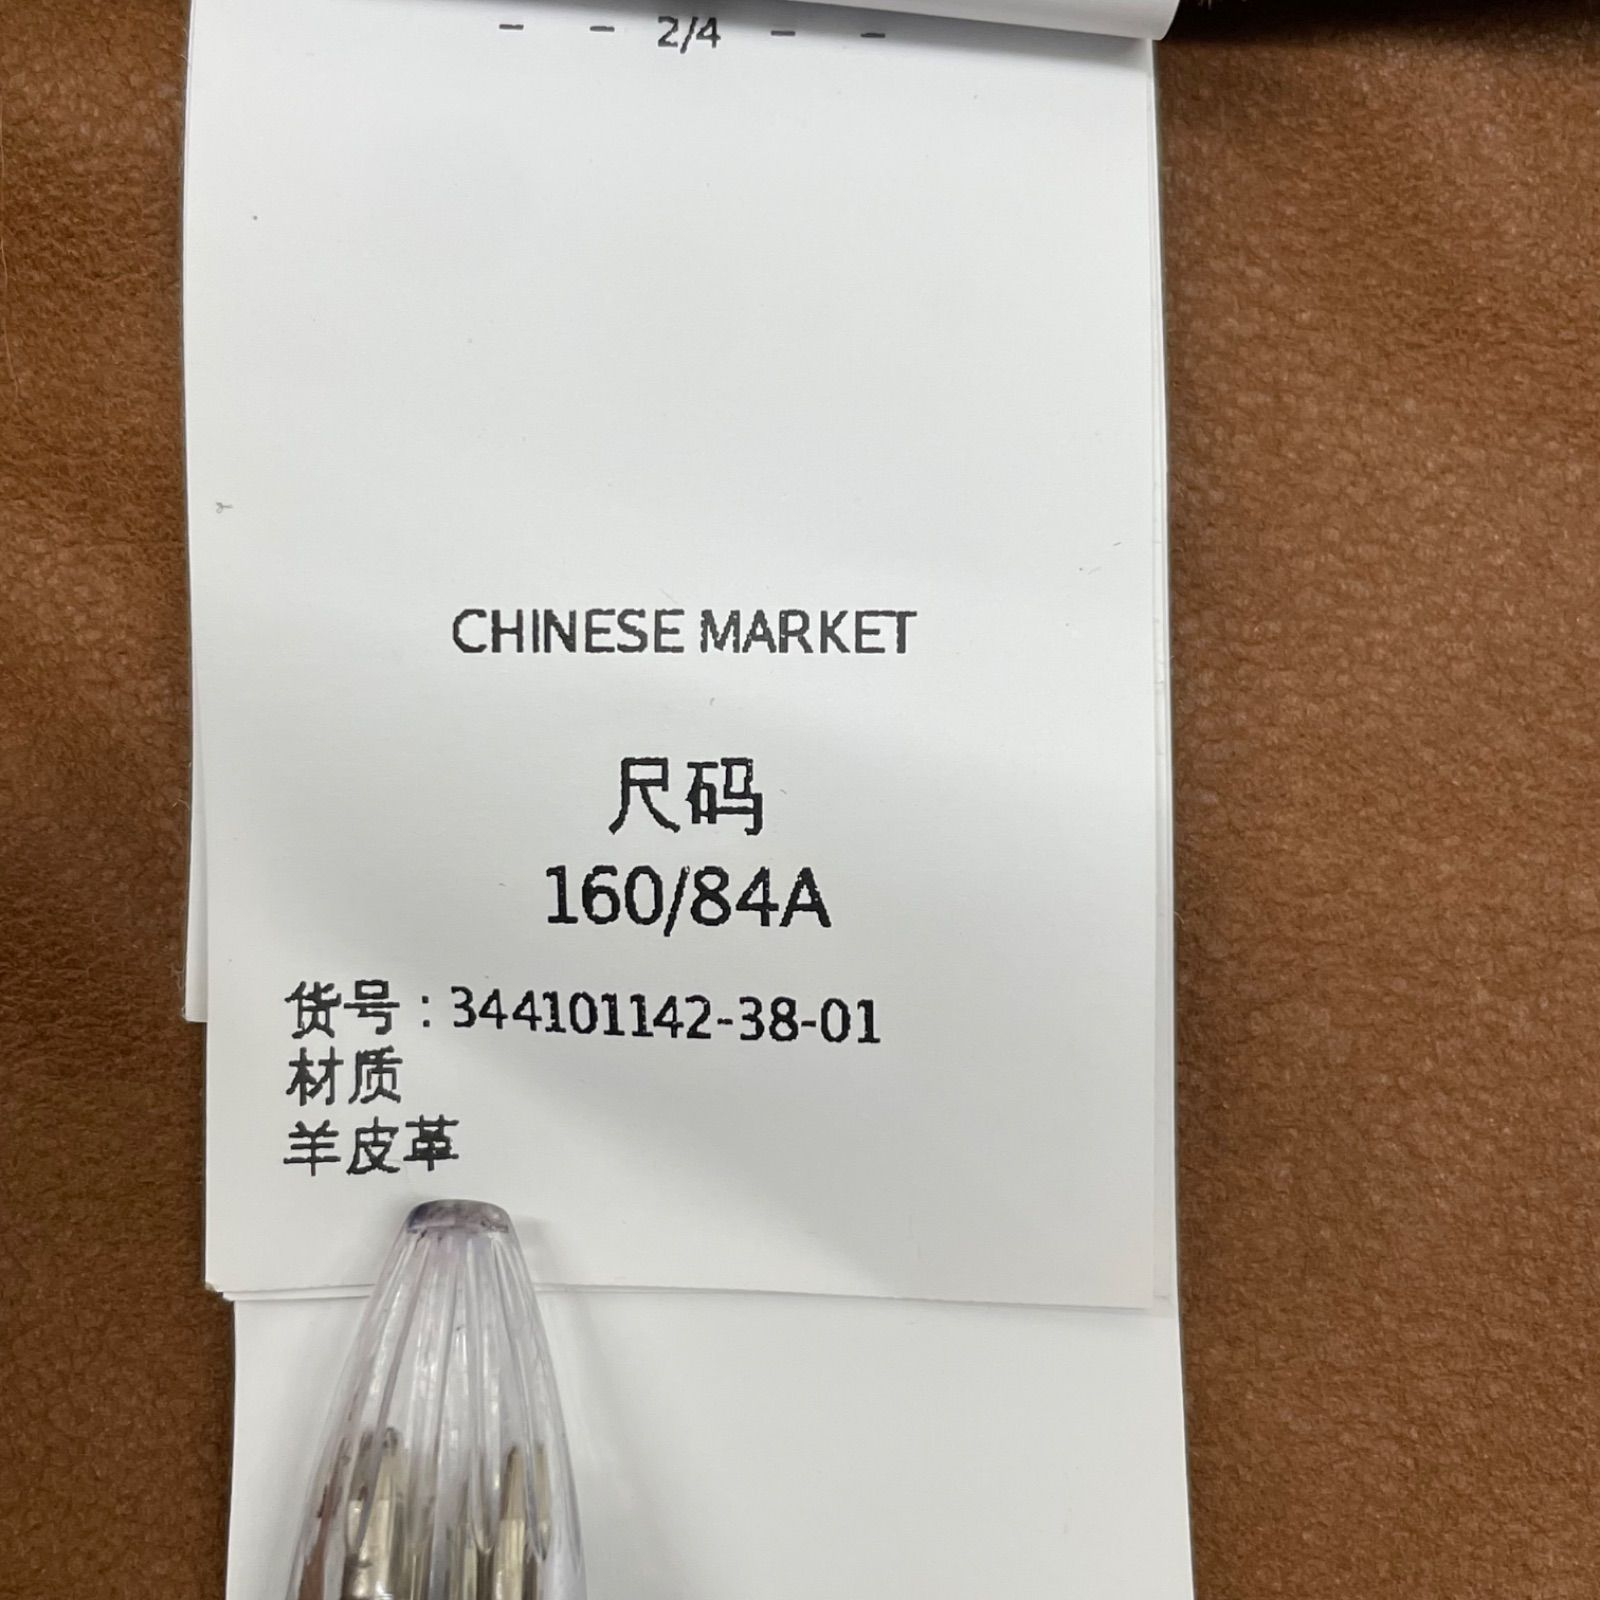 - - 2/4 - -
CHINESE MARKET
尺码
160/84A
货号:344101142-38-01
材质
羊皮革